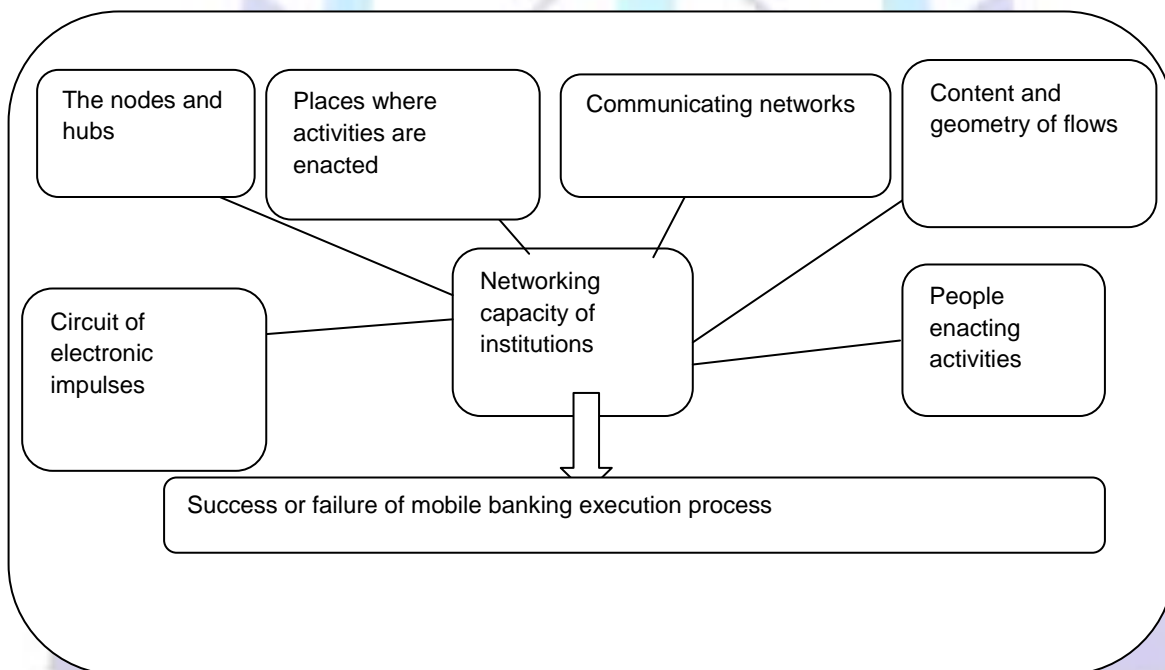 The nodes and
hubs
Places where
activities are
enacted
Communicating networks
Content and
geometry of flows
Circuit of
electronic
impulses
Networking
capacity of
institutions
People
enacting
activities
Success or failure of mobile banking execution process